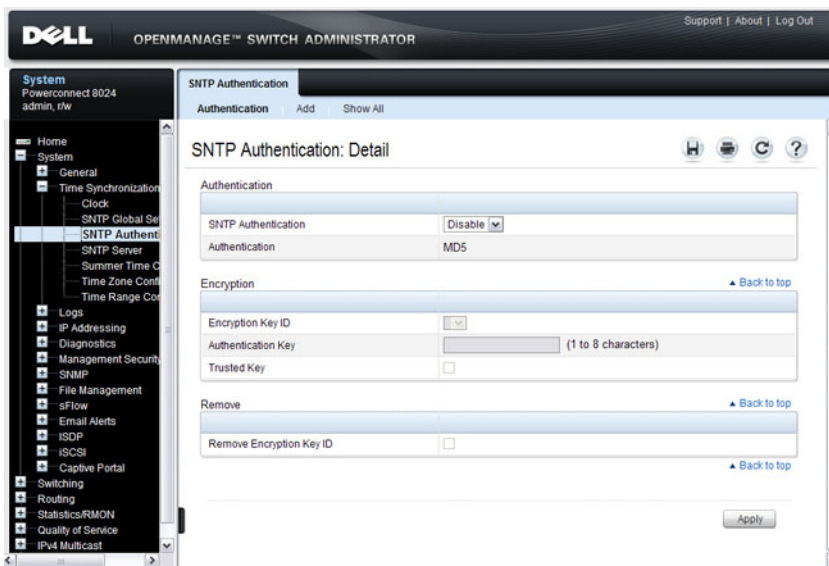 Support | About | Log Out
DELL OPENMANAGE™ SWITCH ADMINISTRATOR
System
Powerconnect 8024
admin, r/w
Home
System
General
Time Synchronization
Clock
SNTP Global Se
SNTP Authenti
SNTP Server
Summer Time C
Time Zone Confi
Time Range Cor
Logs
IP Addressing
Diagnostics
Management Security
SNMP
File Management
sFlow
Email Alerts
ISDP
iSCSI
Captive Portal
Switching
Routing
Statistics/RMON
Quality of Service
IPv4 Multicast
SNTP Authentication
Authentication Add Show All
SNTP Authentication: Detail
Authentication
SNTP Authentication Disable
Authentication MD5
Encryption Back to top
Encryption Key ID
Authentication Key (1 to 8 characters)
Trusted Key
Remove Back to top
Remove Encryption Key ID
Back to top
Apply